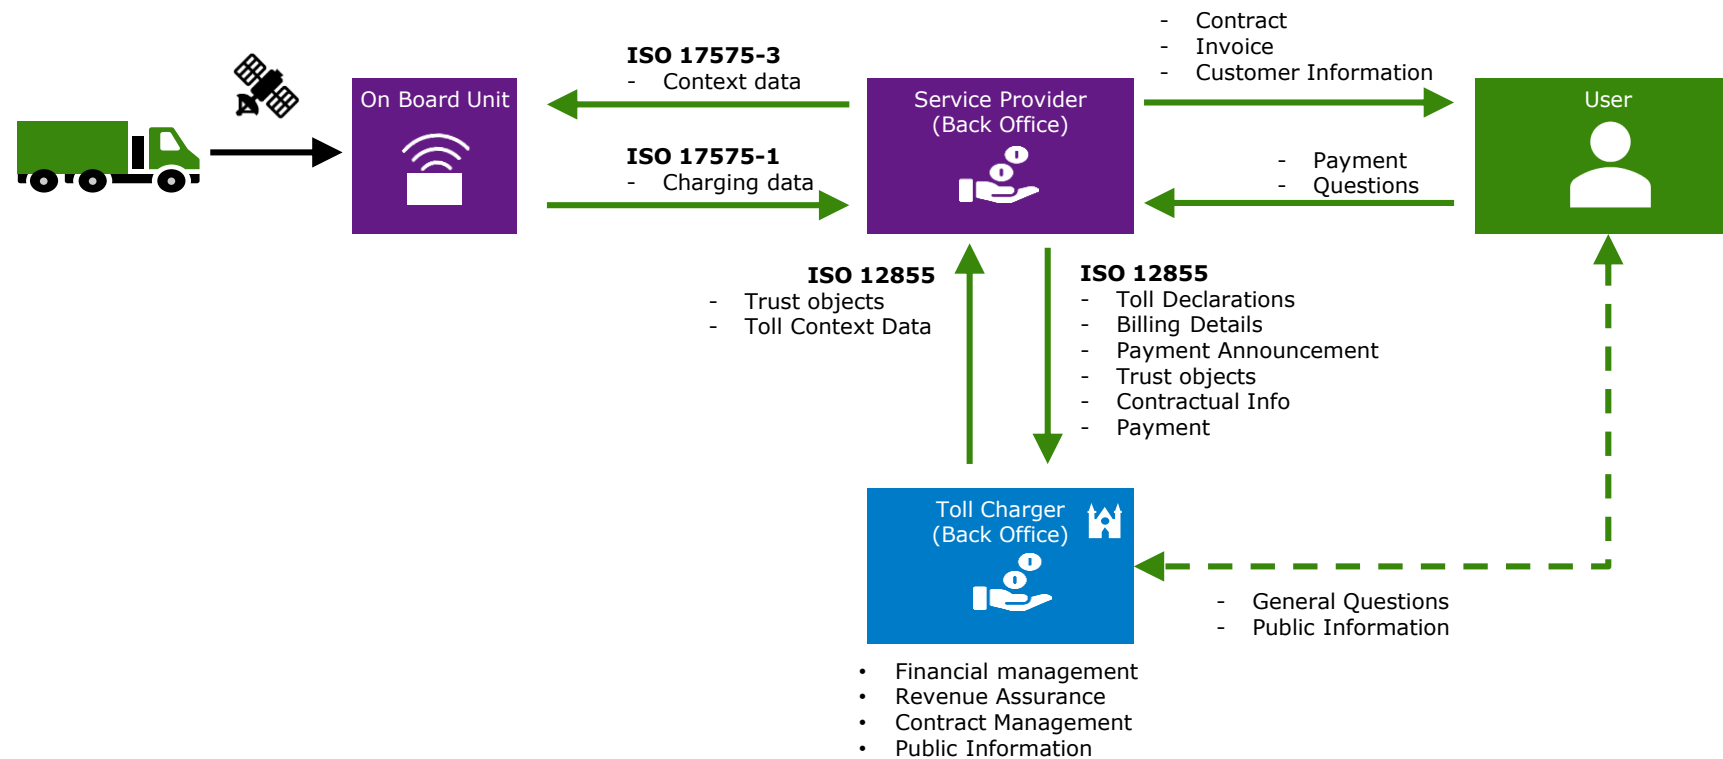 - Contract
- Invoice
- Customer Information
ISO 17575-3
- Context data
On Board Unit
Service Provider
(Back Office)
User
ISO 17575-1
- Charging data
- Payment
- Questions
ISO 12855
- Trust objects
- Toll Context Data
ISO 12855
- Toll Declarations
- Billing Details
- Payment Announcement
- Trust objects
- Contractual Info
- Payment
Toll Charger
(Back Office)
- General Questions
- Public Information
• Financial management
• Revenue Assurance
• Contract Management
• Public Information